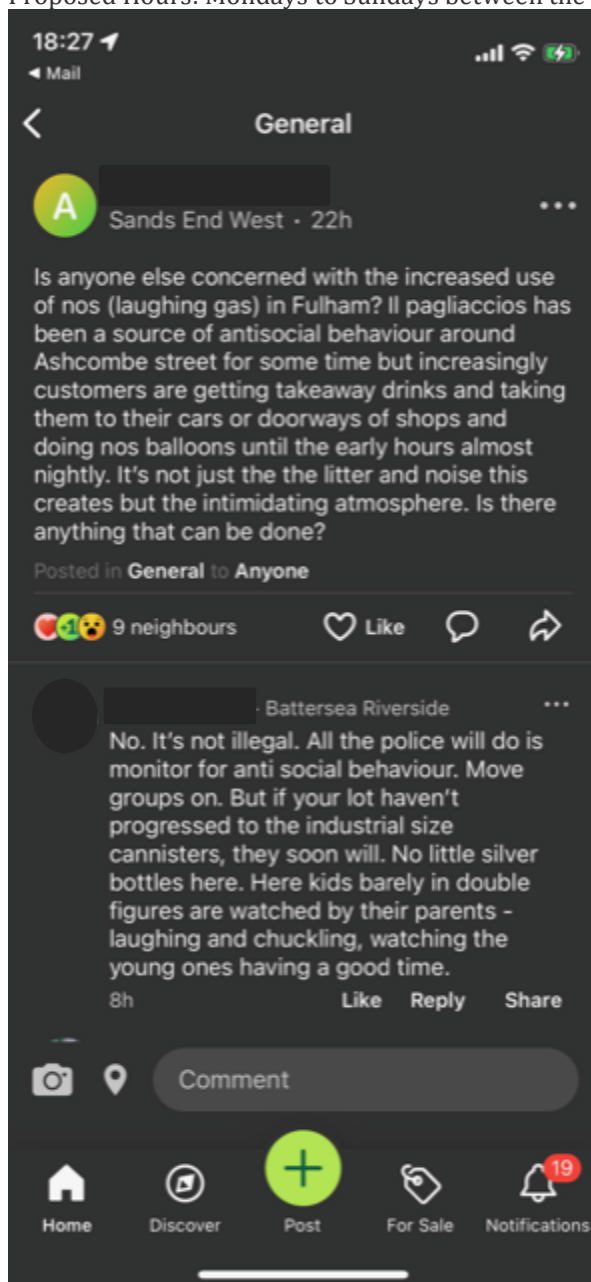 Proposed Hours: Mondays to Sundays between the
18:27
Mail
General
A
Sands End West · 22h
Is anyone else concerned with the increased use
of nos (laughing gas) in Fulham? Il pagliaccios has
been a source of antisocial behaviour around
Ashcombe street for some time but increasingly
customers are getting takeaway drinks and taking
them to their cars or doorways of shops and
doing nos balloons until the early hours almost
nightly. It's not just the the litter and noise this
creates but the intimidating atmosphere. Is there
anything that can be done?
Posted in General to Anyone
+1 9 neighbours Like
· Battersea Riverside
No. It's not illegal. All the police will do is
monitor for anti social behaviour. Move
groups on. But if your lot haven't
progressed to the industrial size
cannisters, they soon will. No little silver
bottles here. Here kids barely in double
figures are watched by their parents -
laughing and chuckling, watching the
young ones having a good time.
8h Like Reply Share
Comment
19
Home Discover Post For Sale Notifications